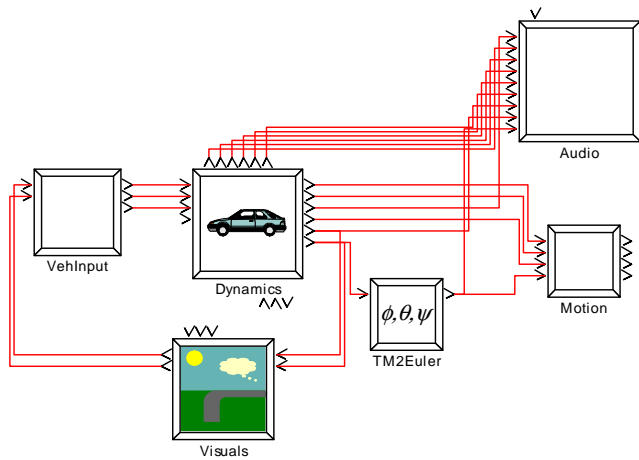 Audio
VehInput
Dynamics
Motion
ϕ,θ,ψ
TM2Euler
Visuals